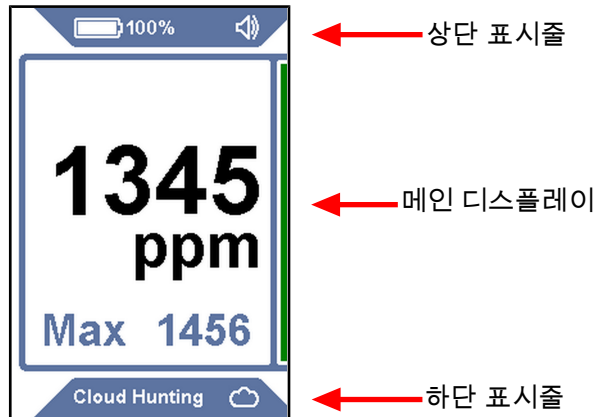 100%
상단 표시줄
1345
ppm
메인 디스플레이
Max 1456
Cloud Hunting
하단 표시줄